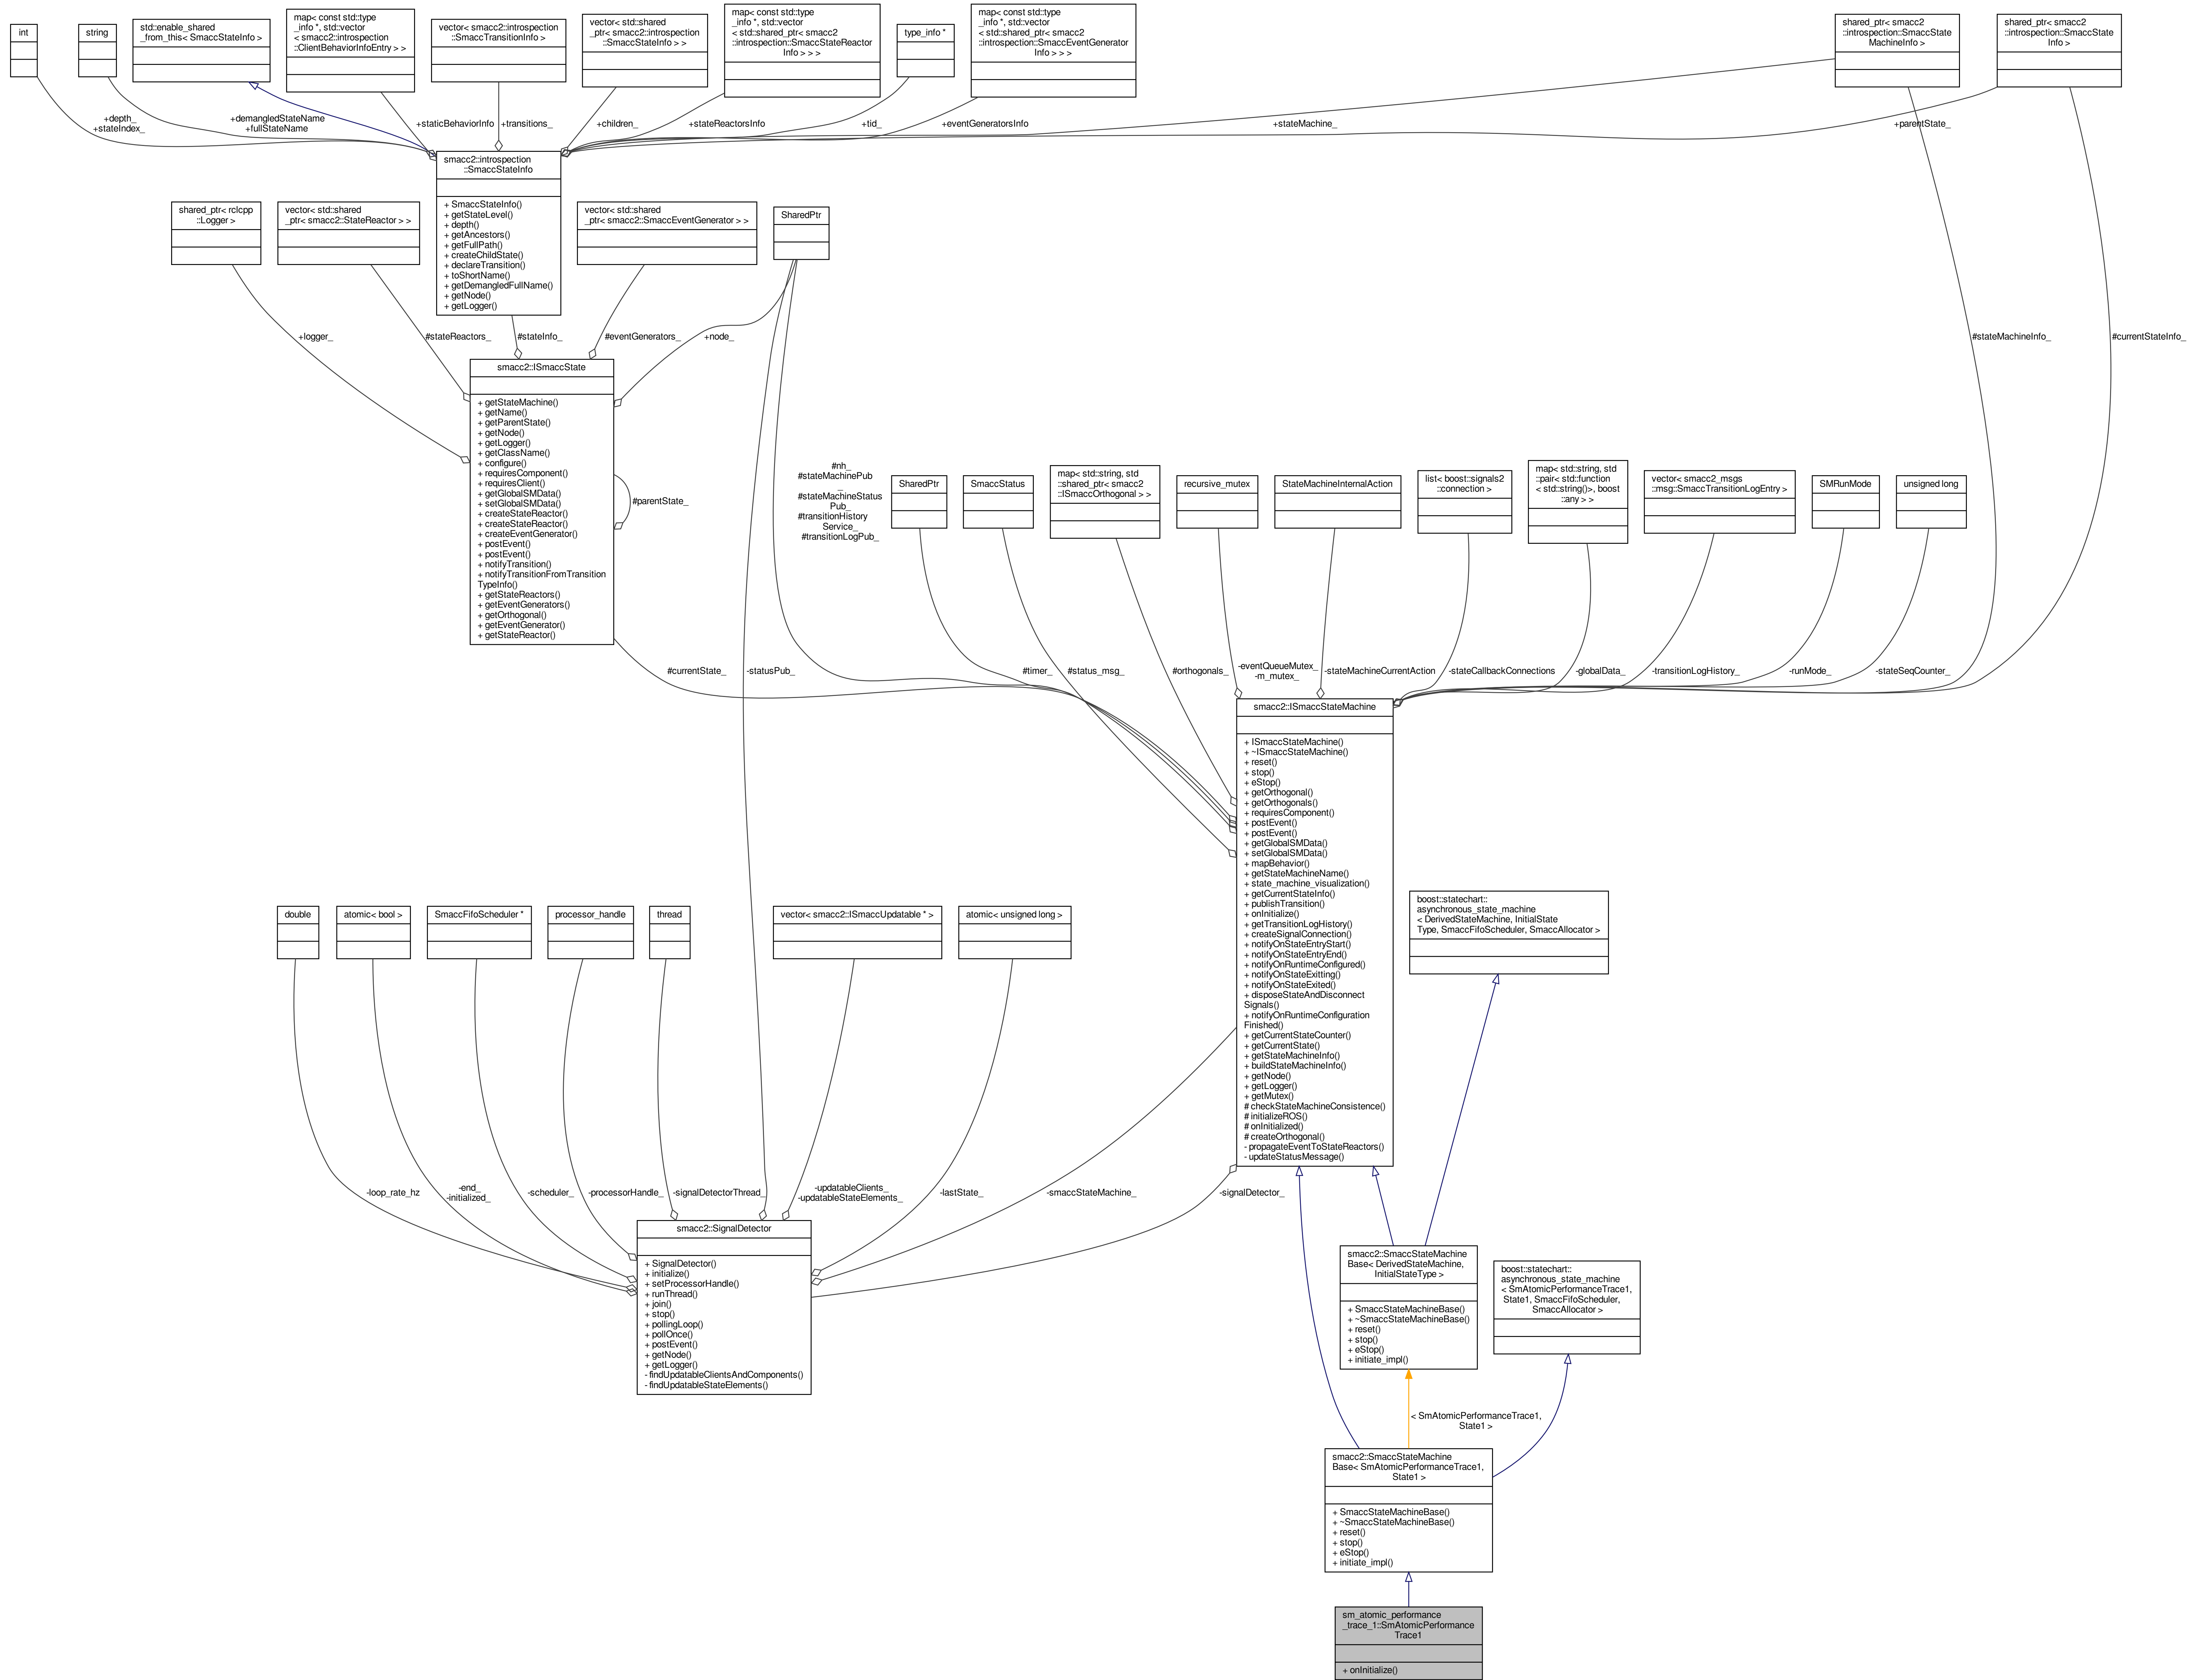 int
string
std::enable_shared
_from_this< SmaccStateInfo >
map< const std::type
_info *, std::vector
< smacc2::introspection
::ClientBehaviorInfoEntry > >
vector< smacc2::introspection
::SmaccTransitionInfo >
vector< std::shared
_ptr< smacc2::introspection
::SmaccStateInfo > >
map< const std::type
_info *, std::vector
< std::shared_ptr< smacc2
::introspection::SmaccStateReactor
Info > > >
type_info *
map< const std::type
_info *, std::vector
< std::shared_ptr< smacc2
::introspection::SmaccEventGenerator
Info > > >
shared_ptr< smacc2
::introspection::SmaccState
MachineInfo >
shared_ptr< smacc2
::introspection::SmaccState
Info >
+depth_
+stateIndex_
+demangledStateName
+fullStateName
+staticBehaviorInfo
+transitions_
+children_
+stateReactorsInfo
+tid_
+eventGeneratorsInfo
+stateMachine_
+parentState_
smacc2::introspection
::SmaccStateInfo
+ SmaccStateInfo()
+ getStateLevel()
+ depth()
+ getAncestors()
+ getFullPath()
+ createChildState()
+ declareTransition()
+ toShortName()
+ getDemangledFullName()
+ getNode()
+ getLogger()
shared_ptr< rclcpp
::Logger >
vector< std::shared
_ptr< smacc2::StateReactor > >
vector< std::shared
_ptr< smacc2::SmaccEventGenerator > >
SharedPtr
+logger_
#stateReactors_
#stateInfo_
#eventGenerators_
+node_
#stateMachineInfo_
#currentStateInfo_
smacc2::ISmaccState
+ getStateMachine()
+ getName()
+ getParentState()
+ getNode()
+ getLogger()
+ getClassName()
+ configure()
+ requiresComponent()
+ requiresClient()
+ getGlobalSMData()
+ setGlobalSMData()
+ createStateReactor()
+ createStateReactor()
+ createEventGenerator()
+ postEvent()
+ postEvent()
+ notifyTransition()
+ notifyTransitionFromTransition
TypeInfo()
+ getStateReactors()
+ getEventGenerators()
+ getOrthogonal()
+ getEventGenerator()
+ getStateReactor()
#parentState_
#nh_
#stateMachinePub
_
#stateMachineStatus
Pub_
#transitionHistory
Service_
#transitionLogPub_
SharedPtr
SmaccStatus
map< std::string, std
::shared_ptr< smacc2
::ISmaccOrthogonal > >
recursive_mutex
StateMachineInternalAction
list< boost::signals2
::connection >
map< std::string, std
::pair< std::function
< std::string()>, boost
::any > >
vector< smacc2_msgs
::msg::SmaccTransitionLogEntry >
SMRunMode
unsigned long
#currentState_
-statusPub_
#timer_
#status_msg_
#orthogonals_
-eventQueueMutex_
-m_mutex_
-stateMachineCurrentAction
-stateCallbackConnections
-globalData_
-transitionLogHistory_
-runMode_
-stateSeqCounter_
smacc2::ISmaccStateMachine
+ ISmaccStateMachine()
+ ~ISmaccStateMachine()
+ reset()
+ stop()
+ eStop()
+ getOrthogonal()
+ getOrthogonals()
+ requiresComponent()
+ postEvent()
+ postEvent()
+ getGlobalSMData()
+ setGlobalSMData()
+ mapBehavior()
+ getStateMachineName()
+ state_machine_visualization()
+ getCurrentStateInfo()
+ publishTransition()
+ onInitialize()
+ getTransitionLogHistory()
+ createSignalConnection()
+ notifyOnStateEntryStart()
+ notifyOnStateEntryEnd()
+ notifyOnRuntimeConfigured()
+ notifyOnStateExitting()
+ notifyOnStateExited()
+ disposeStateAndDisconnect
Signals()
+ notifyOnRuntimeConfiguration
Finished()
+ getCurrentStateCounter()
+ getCurrentState()
+ getStateMachineInfo()
+ buildStateMachineInfo()
+ getNode()
+ getLogger()
+ getMutex()
# checkStateMachineConsistence()
# initializeROS()
# onInitialized()
# createOrthogonal()
- propagateEventToStateReactors()
- updateStatusMessage()
double
atomic< bool >
SmaccFifoScheduler *
processor_handle
thread
vector< smacc2::ISmaccUpdatable * >
atomic< unsigned long >
boost::statechart::
asynchronous_state_machine
< DerivedStateMachine, InitialState
Type, SmaccFifoScheduler, SmaccAllocator >
-loop_rate_hz
-end_
-initialized_
-scheduler_
-processorHandle_
-signalDetectorThread_
-updatableClients_
-updatableStateElements_
-lastState_
-smaccStateMachine_
-signalDetector_
smacc2::SignalDetector
+ SignalDetector()
+ initialize()
+ setProcessorHandle()
+ runThread()
+ join()
+ stop()
+ pollingLoop()
+ pollOnce()
+ postEvent()
+ getNode()
+ getLogger()
- findUpdatableClientsAndComponents()
- findUpdatableStateElements()
smacc2::SmaccStateMachine
Base< DerivedStateMachine,
InitialStateType >
+ SmaccStateMachineBase()
+ ~SmaccStateMachineBase()
+ reset()
+ stop()
+ eStop()
+ initiate_impl()
boost::statechart::
asynchronous_state_machine
< SmAtomicPerformanceTrace1,
State1, SmaccFifoScheduler,
SmaccAllocator >
< SmAtomicPerformanceTrace1,
State1 >
smacc2::SmaccStateMachine
Base< SmAtomicPerformanceTrace1,
State1 >
+ SmaccStateMachineBase()
+ ~SmaccStateMachineBase()
+ reset()
+ stop()
+ eStop()
+ initiate_impl()
sm_atomic_performance
_trace_1::SmAtomicPerformance
Trace1
+ onInitialize()